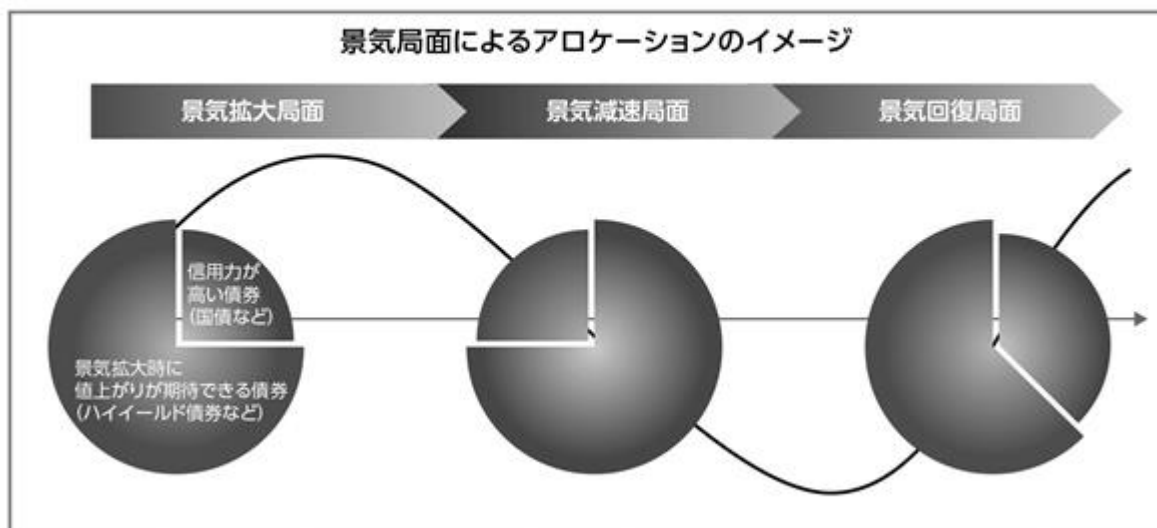 景気局面によるアロケーションのイメージ
景気拡大局面
景気減速局面
景気回復局面
信用力が
高い債券
(国債など)
景気拡大時に
値上がりが期待できる債券
(ハイイールド債券など)